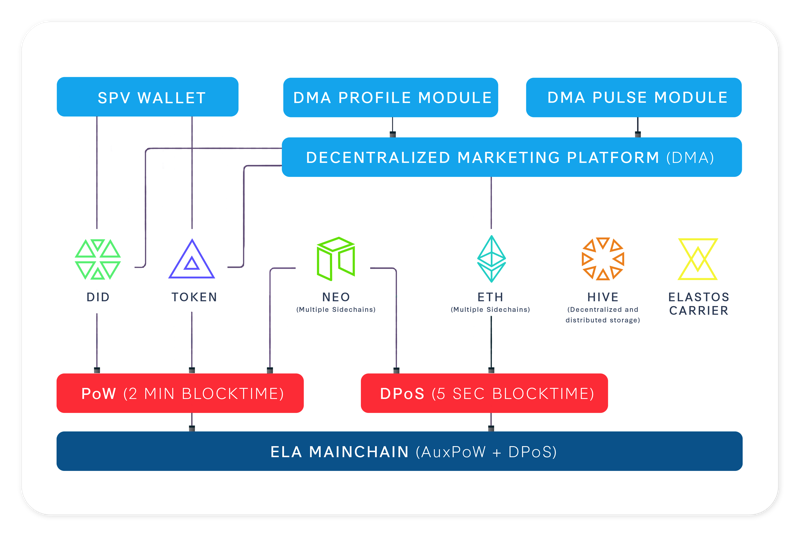 SPV WALLET
DMA PROFILE MODULE
DMA PULSE MODULE
DECENTRALIZED MARKETING PLATFORM (DMA)
DID
TOKEN
NEO
(Multiple Sidechains)
ETH
(Multiple Sidechains)
HIVE
(Decentralized and
distributed storage)
ELASTOS
CARRIER
PoW (2 MIN BLOCKTIME)
DPoS (5 SEC BLOCKTIME)
ELA MAINCHAIN (AuxPoW + DPoS)